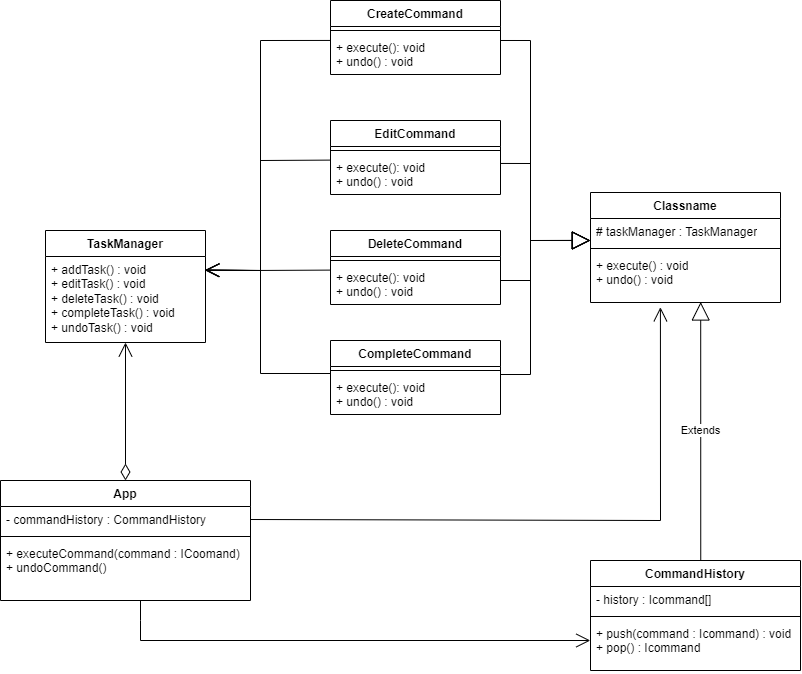 CreateCommand
+ execute(): void
+ undo() : void
EditCommand
+ execute(): void
+ undo() : void
Classname
# taskManager : TaskManager
+ execute() : void
+ undo() : void
TaskManager
+ addTask() : void
+ editTask() : void
+ deleteTask() : void
+ completeTask() : void
+ undoTask() : void
DeleteCommand
+ execute(): void
+ undo() : void
CompleteCommand
+ execute(): void
+ undo() : void
Extends
App
- commandHistory : CommandHistory
+ executeCommand(command : ICoomand)
+ undoCommand()
CommandHistory
- history : Icommand[]
+ push(command : Icommand) : void
+ pop() : Icommand